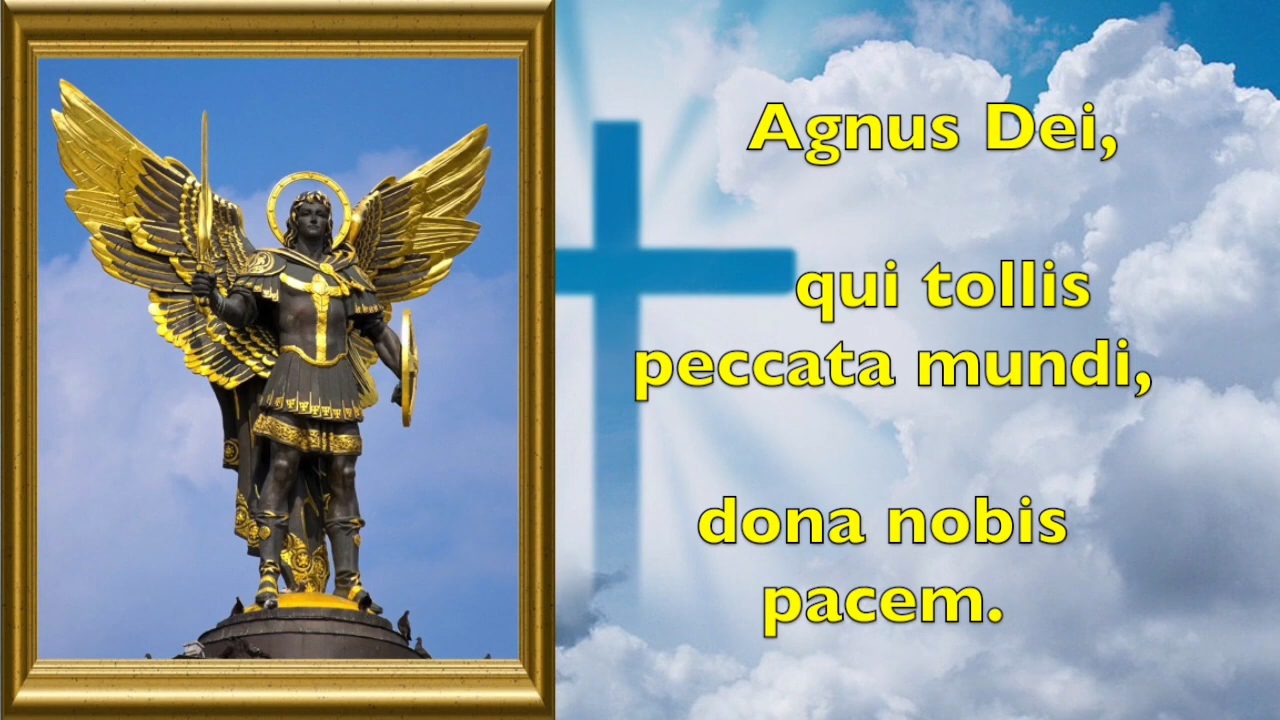 Agnus Dei,
qui tollis
peccata mundi,
dona nobis
pacem.